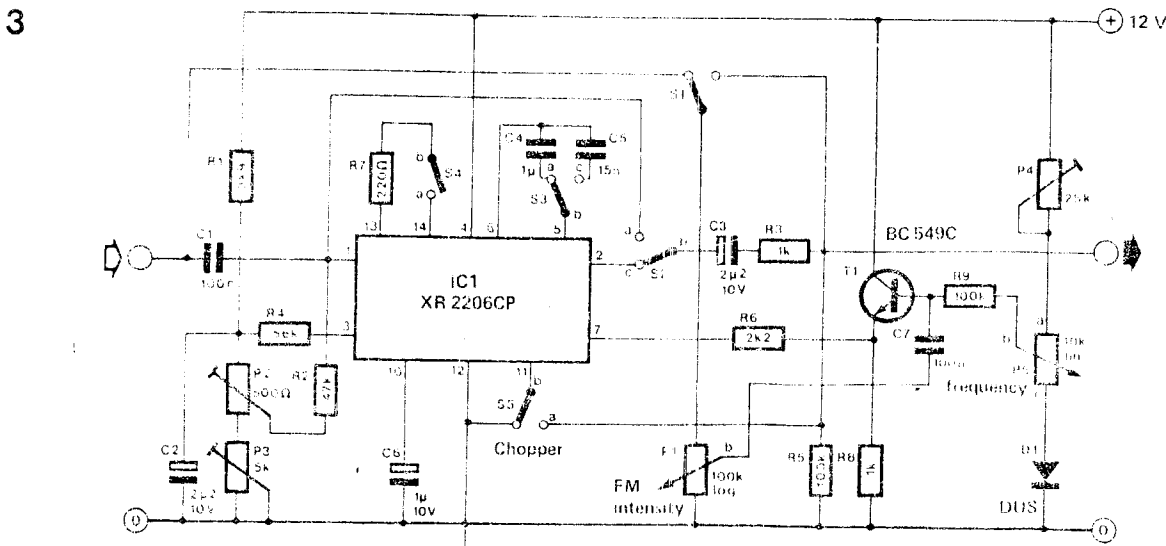 3
12 V
S1
C4
C5
R1
R7
220Ω
b
S4
1µ
a
c
15n
P4
a
S3
b
25k
13
14
4
6
5
C1
a
C3
R3
BC 549C
100n
1
IC1
2
b
1k
XR 2206CP
c
S2
2µ2
10V
T1
R9
R4
R6
100k
3
7
2k2
C7
a
P2
R2
10
12
11
b
b
10k
lin
500Ω
47k
S5
P5
a
frequency
C2
P3
Chopper
P1
b
R5
R8
D1
5k
C6
100k
log
100k
1k
2µ2
10V
1µ
10V
FM
intensity
DUS
0
0